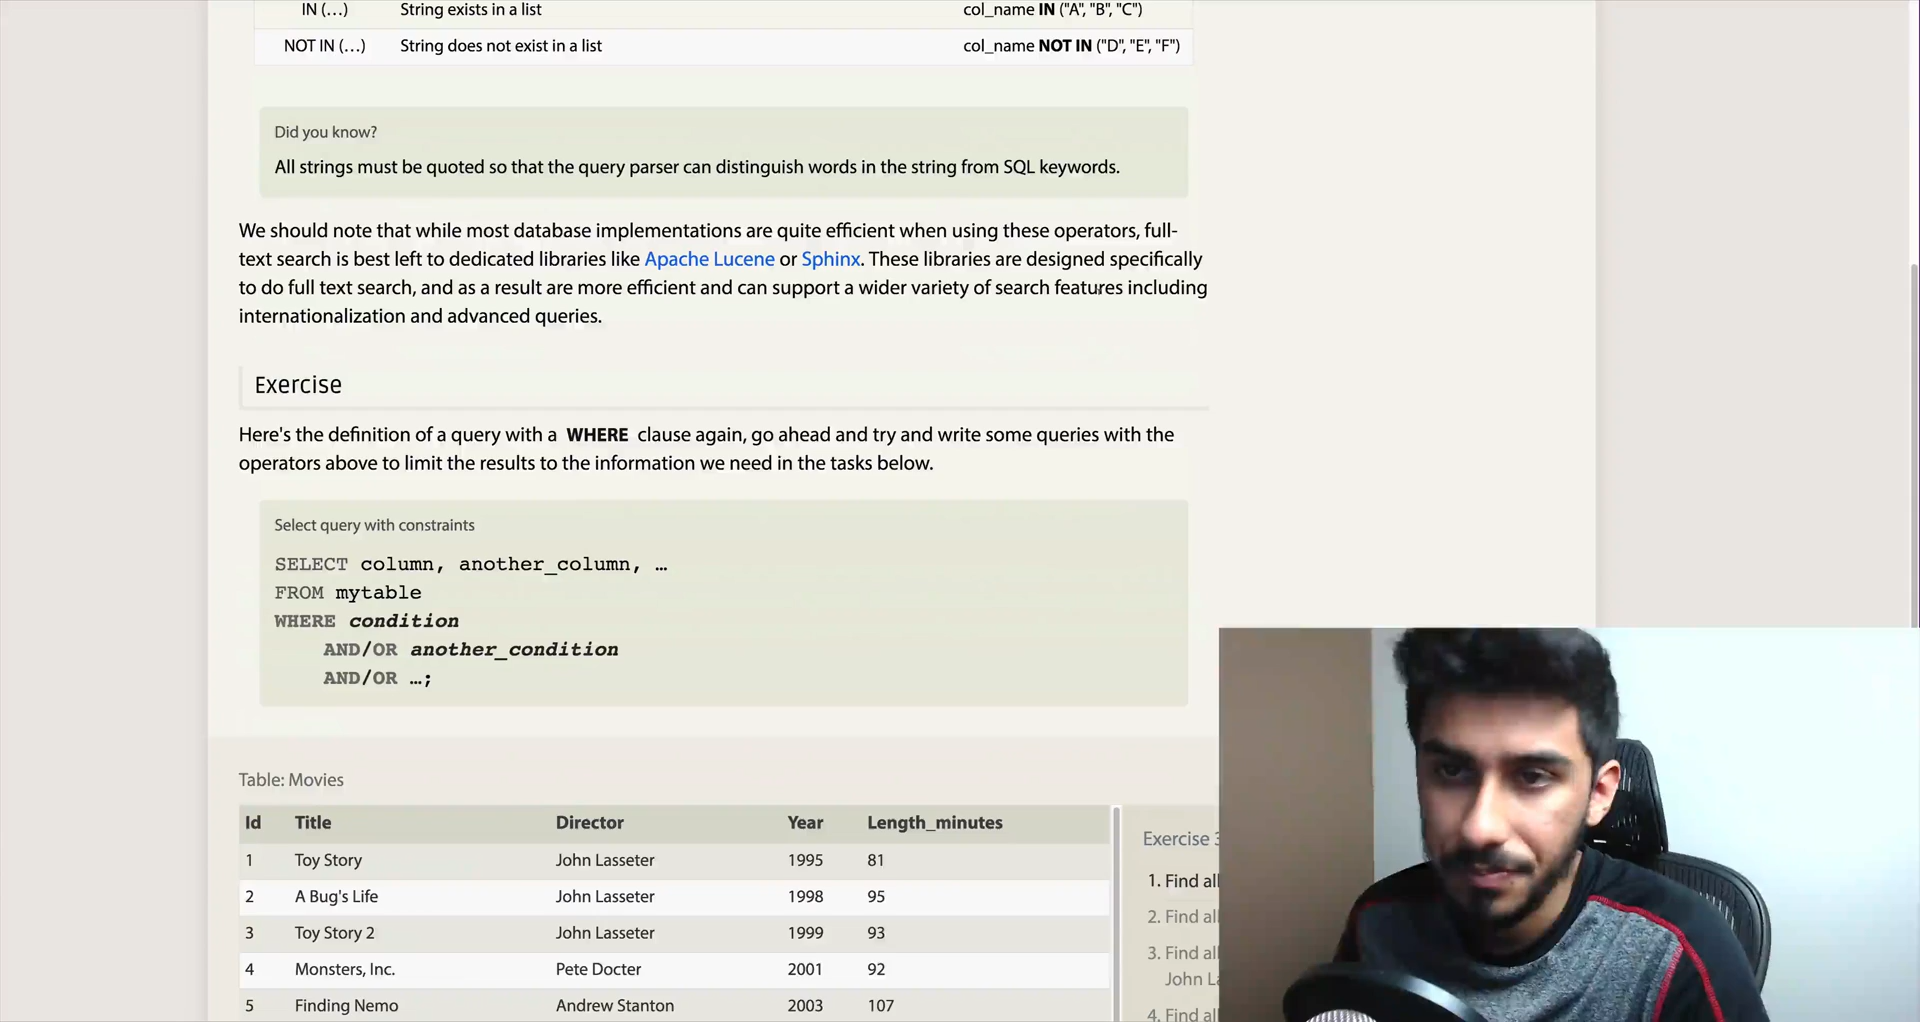 IN (…) String exists in a list col_name IN ("A", "B", "C")
NOT IN (…) String does not exist in a list col_name NOT IN ("D", "E", "F")
Did you know?
All strings must be quoted so that the query parser can distinguish words in the string from SQL keywords.
We should note that while most database implementations are quite efficient when using these operators, full-
text search is best left to dedicated libraries like Apache Lucene or Sphinx. These libraries are designed specifically
to do full text search, and as a result are more efficient and can support a wider variety of search features including
internationalization and advanced queries.
Exercise
Here's the definition of a query with a WHERE clause again, go ahead and try and write some queries with the
operators above to limit the results to the information we need in the tasks below.
Select query with constraints
SELECT column, another_column, …
FROM mytable
WHERE condition
AND/OR another_condition
AND/OR …;
Table: Movies
Id Title Director Year Length_minutes
1 Toy Story John Lasseter 1995 81
2 A Bug's Life John Lasseter 1998 95
3 Toy Story 2 John Lasseter 1999 93
4 Monsters, Inc. Pete Docter 2001 92
5 Finding Nemo Andrew Stanton 2003 107
Exercise
1. Find all
2. Find all
3. Find all
John
4. Find all